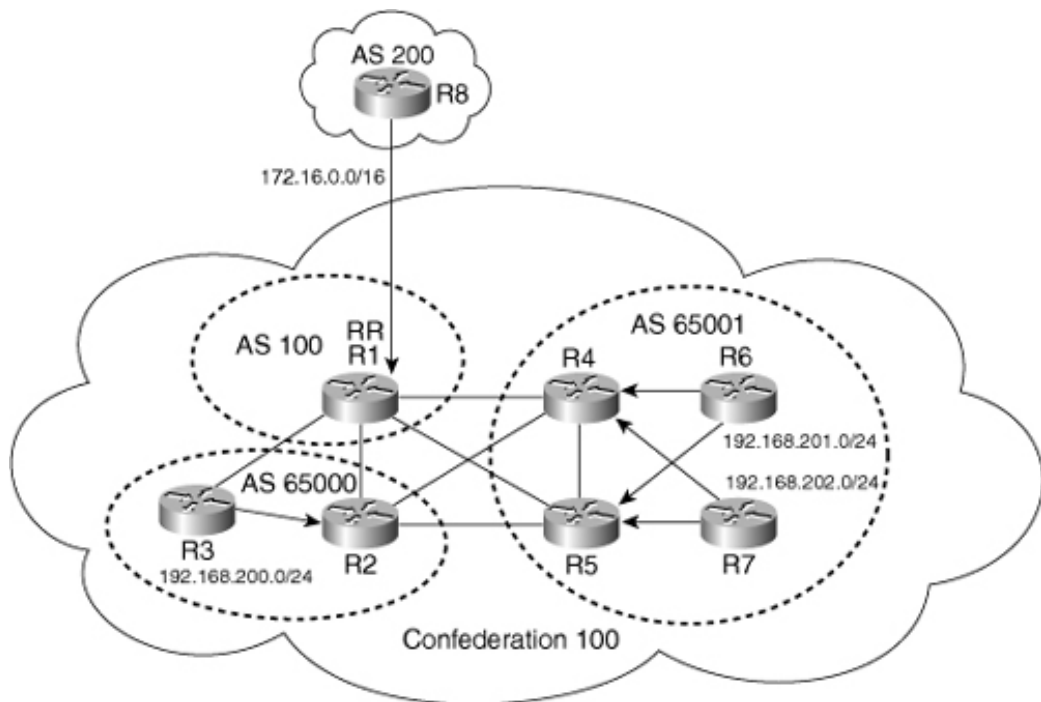 AS 200
R8
172.16.0.0/16
AS 100
RR
R1
AS 65001
R4
R6
192.168.201.0/24
192.168.202.0/24
AS 65000
R3
192.168.200.0/24
R2
R5
R7
Confederation 100